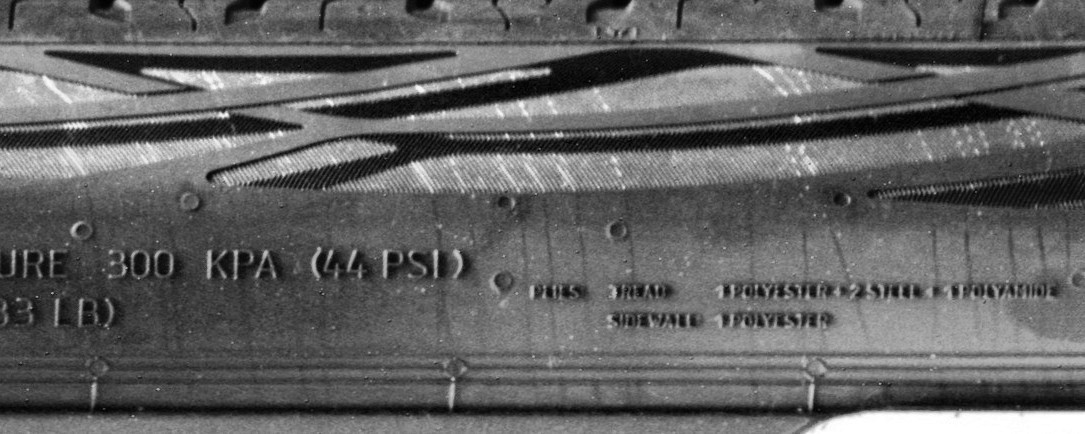 URE 300 KPA (44 PSI)
33 LB)
PLIES TREAD 1 POLYESTER + 2 STEEL + 1 POLYAMIDE
SIDEWALL 1 POLYESTER